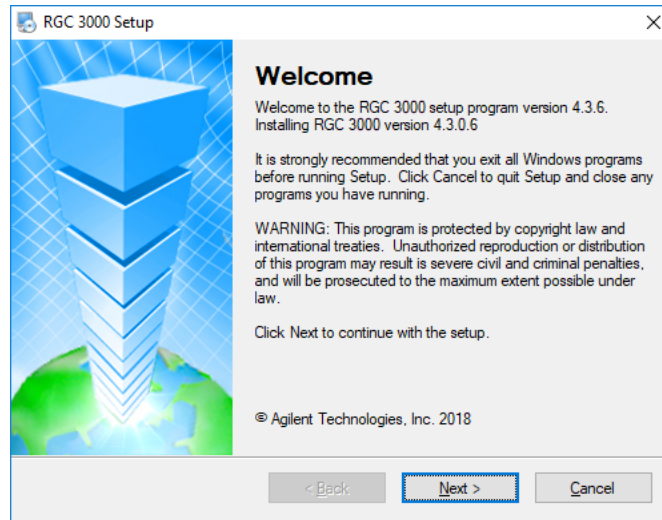 RGC 3000 Setup
Welcome
Welcome to the RGC 3000 setup program version 4.3.6.
Installing RGC 3000 version 4.3.0.6
It is strongly recommended that you exit all Windows programs
before running Setup. Click Cancel to quit Setup and close any
programs you have running.
WARNING: This program is protected by copyright law and
international treaties. Unauthorized reproduction or distribution
of this program may result is severe civil and criminal penalties,
and will be prosecuted to the maximum extent possible under
law.
Click Next to continue with the setup.
© Agilent Technologies, Inc. 2018
< Back Next > Cancel